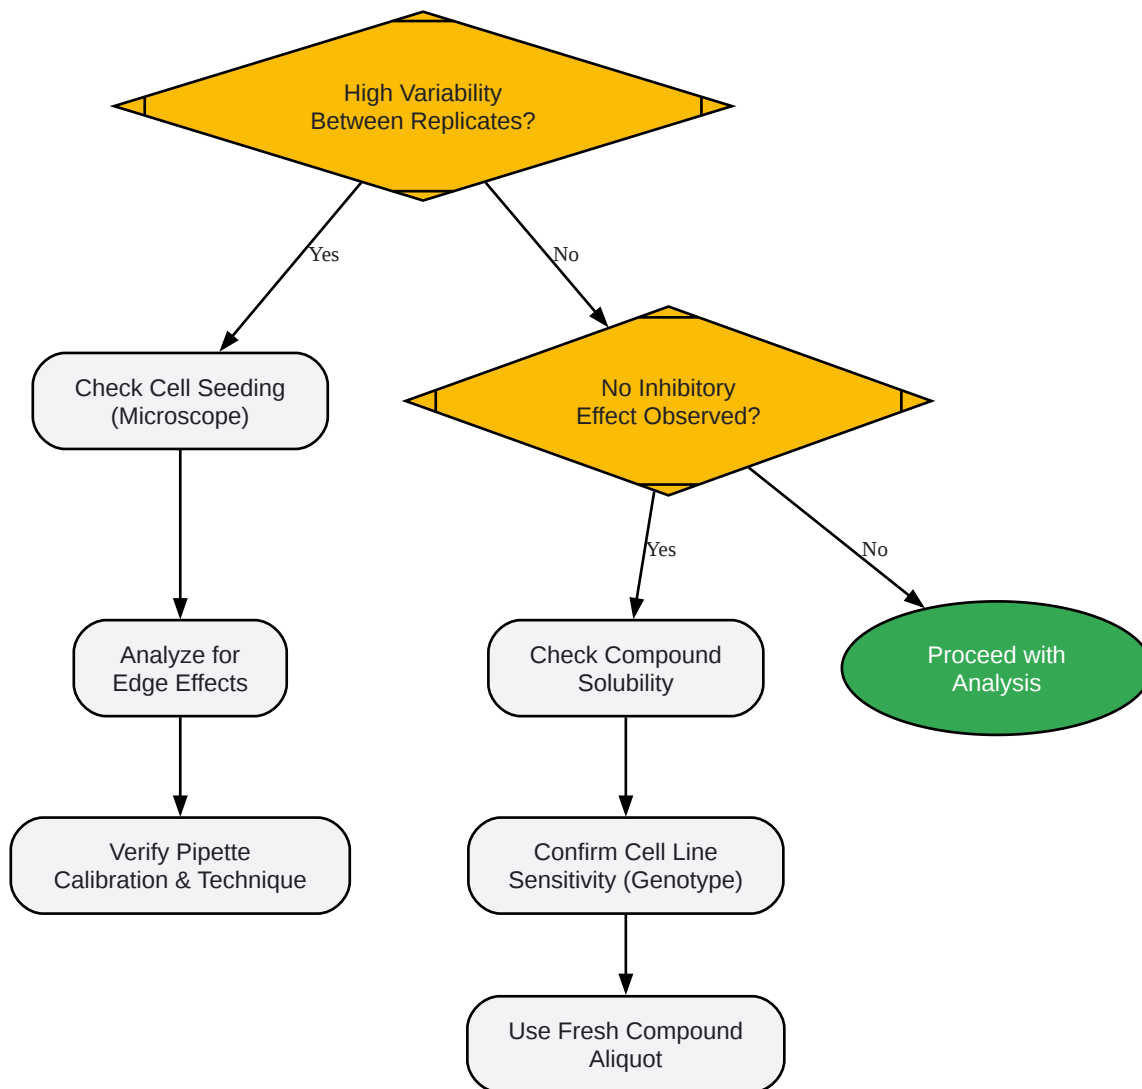 High Variability
Between Replicates?
Yes
No
Check Cell Seeding
(Microscope)
No Inhibitory
Effect Observed?
Yes
No
Analyze for
Edge Effects
Check Compound
Solubility
Proceed with
Analysis
Verify Pipette
Calibration & Technique
Confirm Cell Line
Sensitivity (Genotype)
Use Fresh Compound
Aliquot